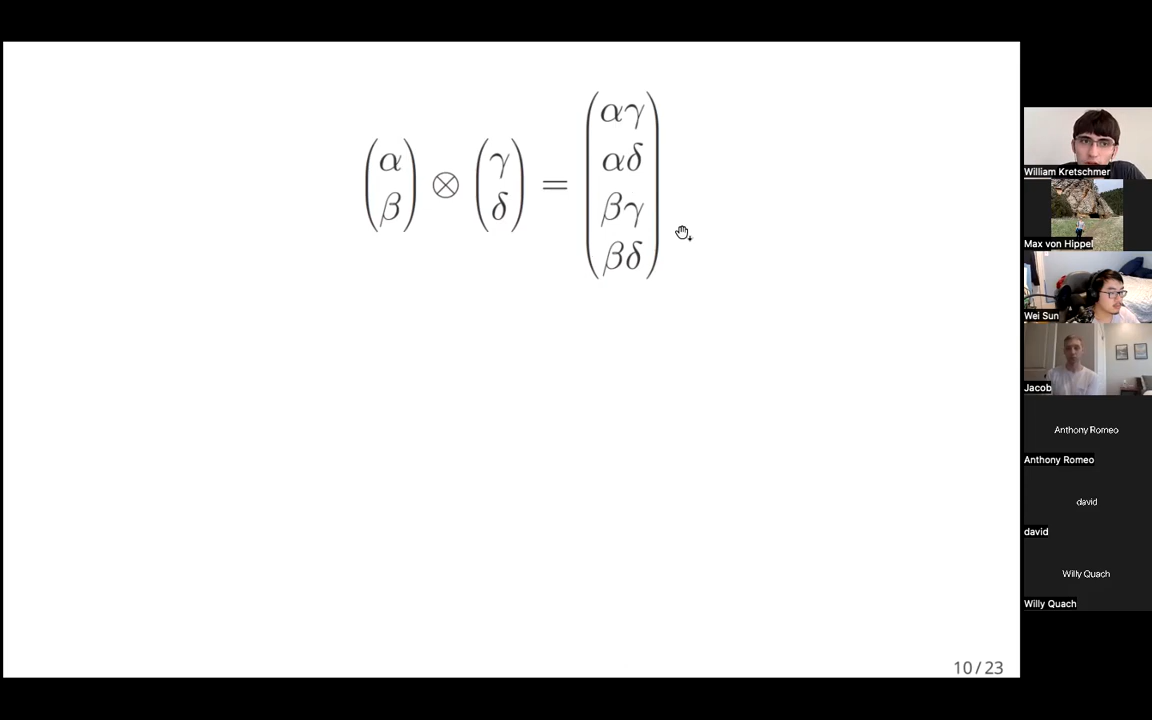 (α β) ⊗ (γ δ) = (αγ αδ βγ βδ)
10 / 23
William Kretschmer
Max von Hippel
Wei Sun
Jacob
Anthony Romeo
Anthony Romeo
david
david
Willy Quach
Willy Quach